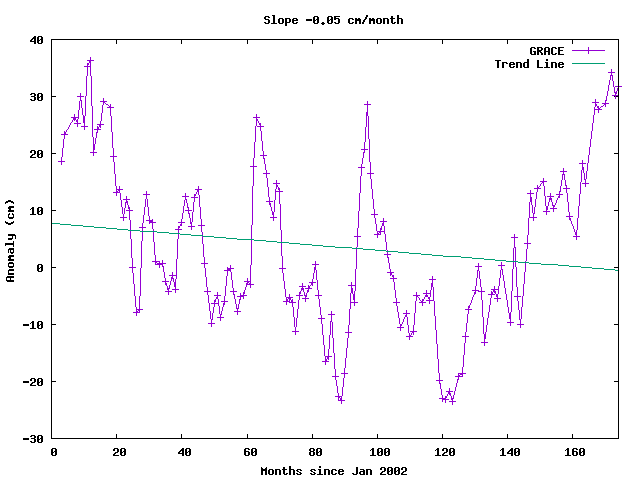 Slope -0.05 cm/month
40
30
20
10
0
-10
-20
-30
Anomaly (cm)
GRACE
Trend Line
0 20 40 60 80 100 120 140 160
Months since Jan 2002